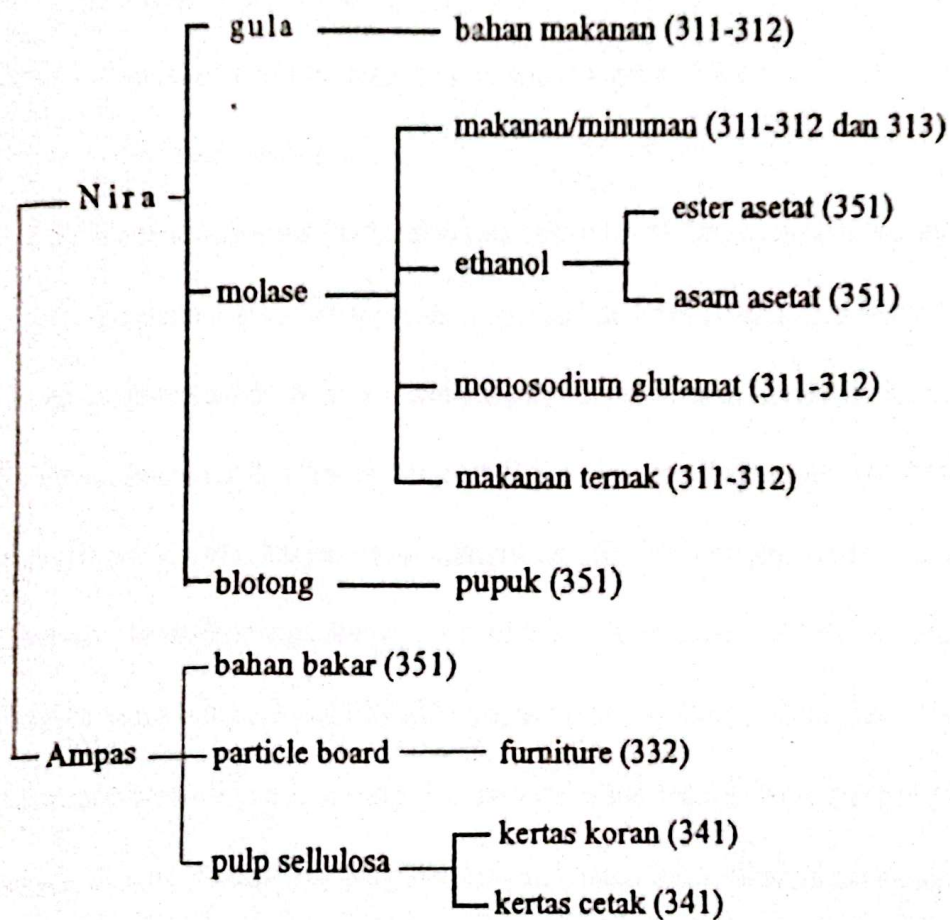 gula bahan makanan (311-312)
makanan/minuman (311-312 dan 313)
Nira
ester asetat (351)
ethanol
molase
asam asetat (351)
monosodium glutamat (311-312)
makanan ternak (311-312)
blotong pupuk (351)
bahan bakar (351)
Ampas particle board furniture (332)
kertas koran (341)
pulp sellulosa
kertas cetak (341)